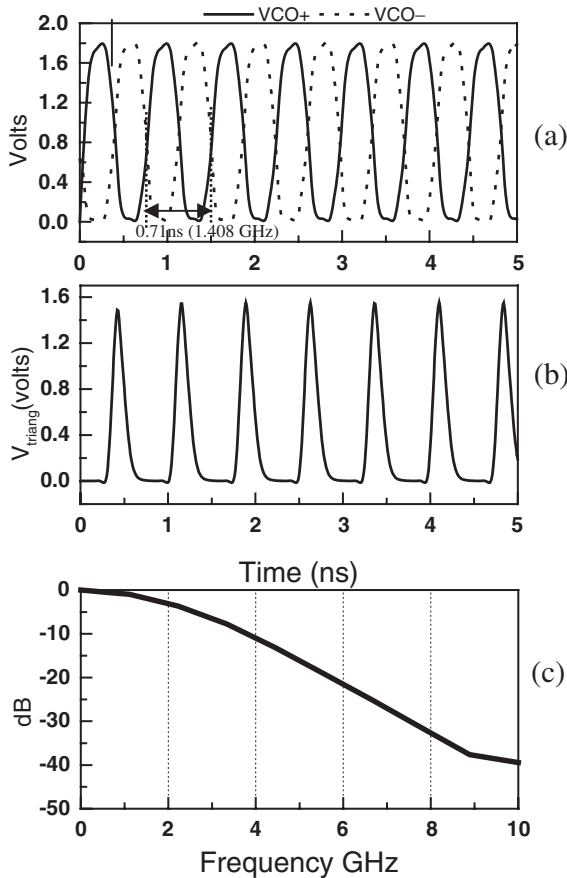 VCO+ VCO−
2.0
1.6
1.2
0.8
0.4
0.0
Volts
(a)
0.71ns (1.408 GHz)
0 1 2 3 4 5
1.6
1.2
0.8
0.4
0.0
Vtriang(volts)
(b)
0 1 2 3 4 5
Time (ns)
0
-10
-20
-30
-40
-50
dB
(c)
0 2 4 6 8 10
Frequency GHz